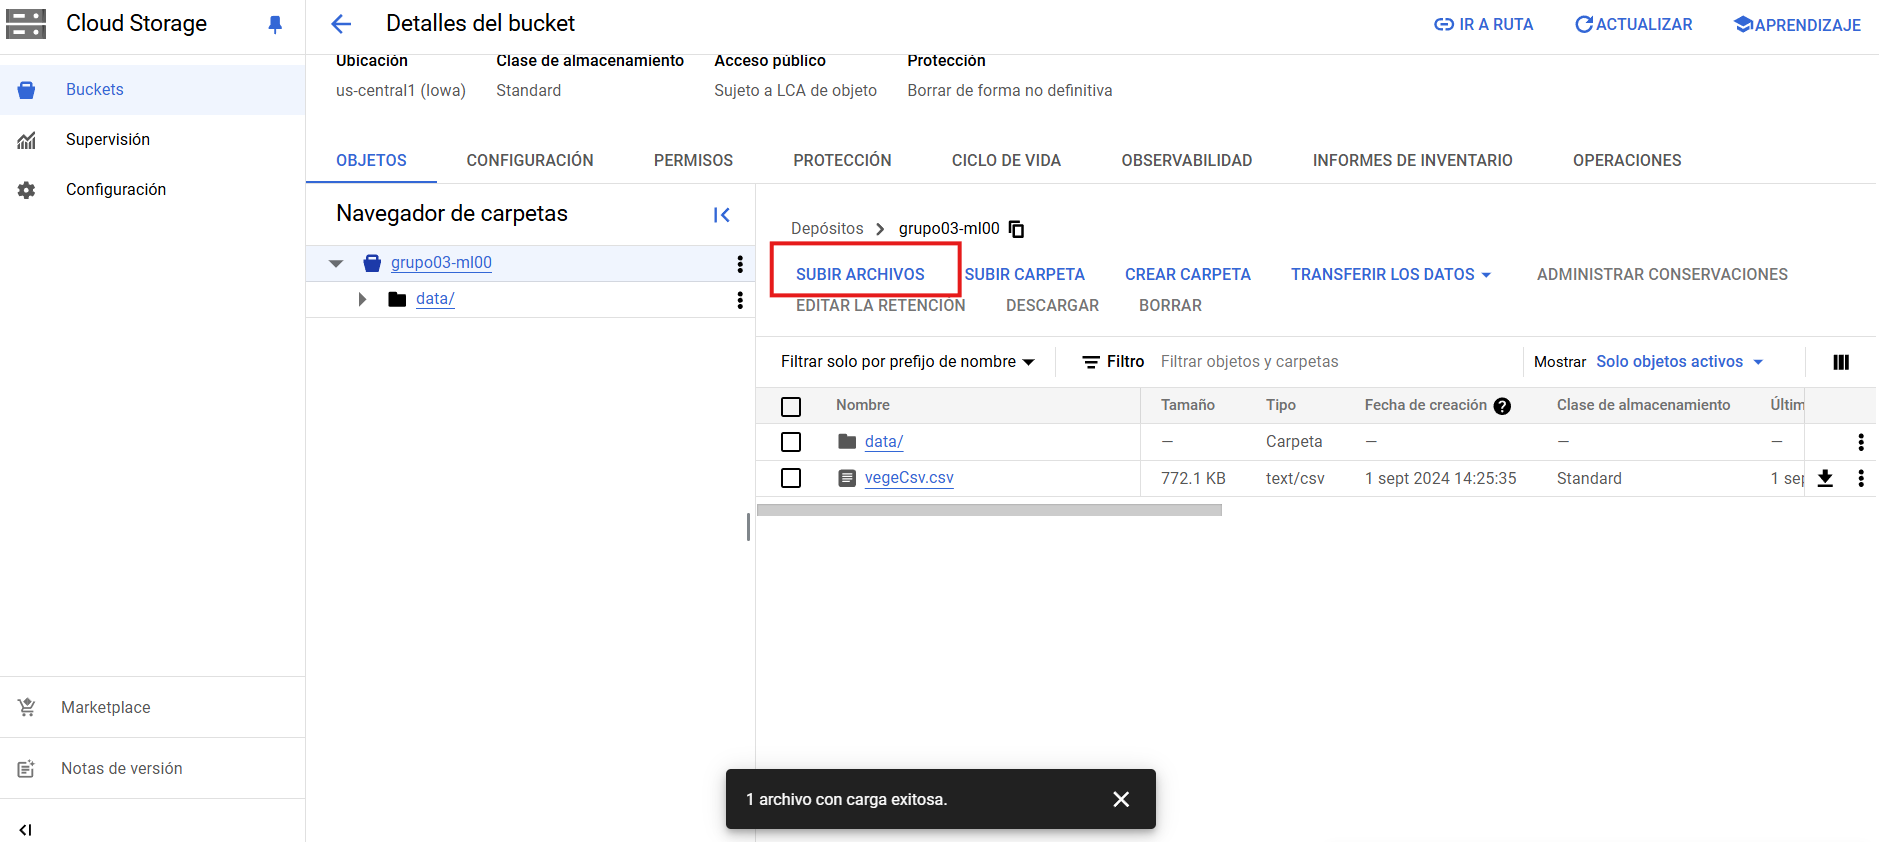 Cloud Storage
Detalles del bucket
IR A RUTA
ACTUALIZAR
APRENDIZAJE
Buckets
Supervisión
Configuración
Marketplace
Notas de versión
Ubicación Clase de almacenamiento Acceso público Protección
us-central1 (Iowa) Standard Sujeto a LCA de objeto Borrar de forma no definitiva
OBJETOS CONFIGURACIÓN PERMISOS PROTECCIÓN CICLO DE VIDA OBSERVABILIDAD INFORMES DE INVENTARIO OPERACIONES
Navegador de carpetas
grupo03-ml00
data/
Depósitos > grupo03-ml00
SUBIR ARCHIVOS SUBIR CARPETA CREAR CARPETA TRANSFERIR LOS DATOS ADMINISTRAR CONSERVACIONES
EDITAR LA RETENCIÓN DESCARGAR BORRAR
Filtrar solo por prefijo de nombre Filtro Filtrar objetos y carpetas Mostrar Solo objetos activos
Nombre Tamaño Tipo Fecha de creación ? Clase de almacenamiento Últim
data/ — Carpeta — — —
vegeCsv.csv 772.1 KB text/csv 1 sept 2024 14:25:35 Standard 1 sep
1 archivo con carga exitosa.